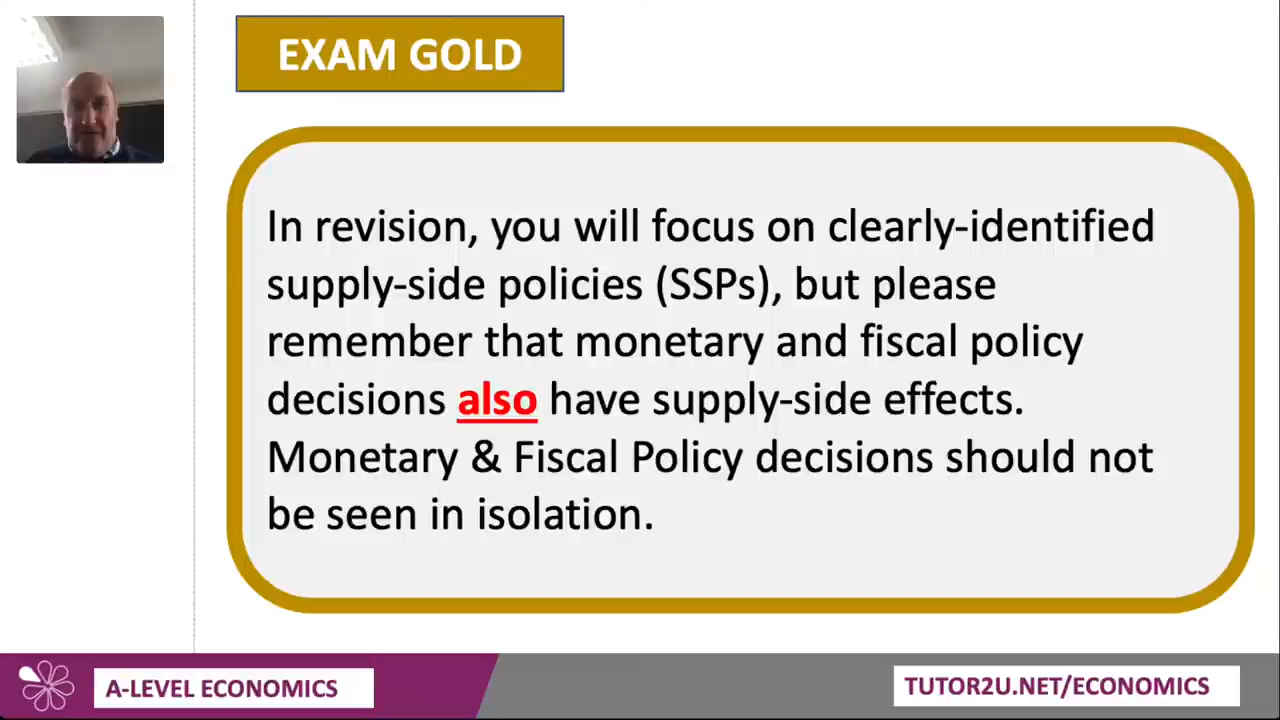 EXAM GOLD
In revision, you will focus on clearly-identified
supply-side policies (SSPs), but please
remember that monetary and fiscal policy
decisions also have supply-side effects.
Monetary & Fiscal Policy decisions should not
be seen in isolation.
A-LEVEL ECONOMICS
TUTOR2U.NET/ECONOMICS